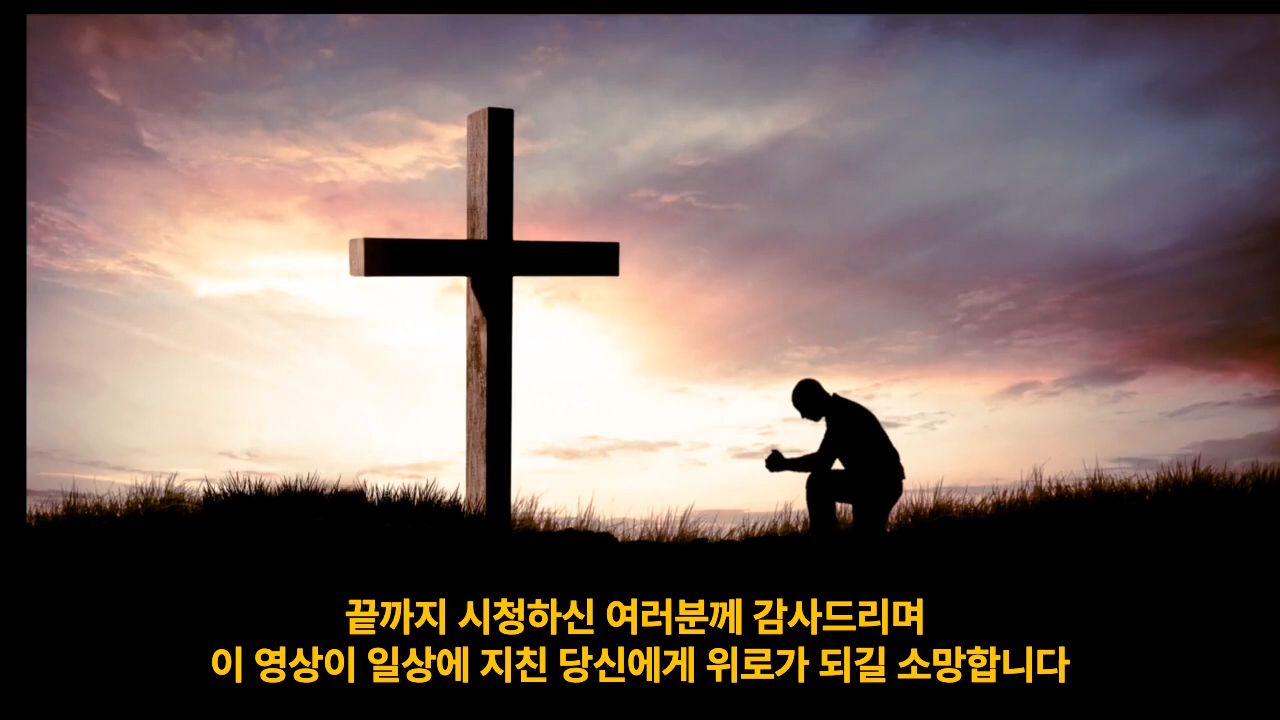 끝까지 시청하신 여러분께 감사드리며
이 영상이 일상에 지친 당신에게 위로가 되길 소망합니다